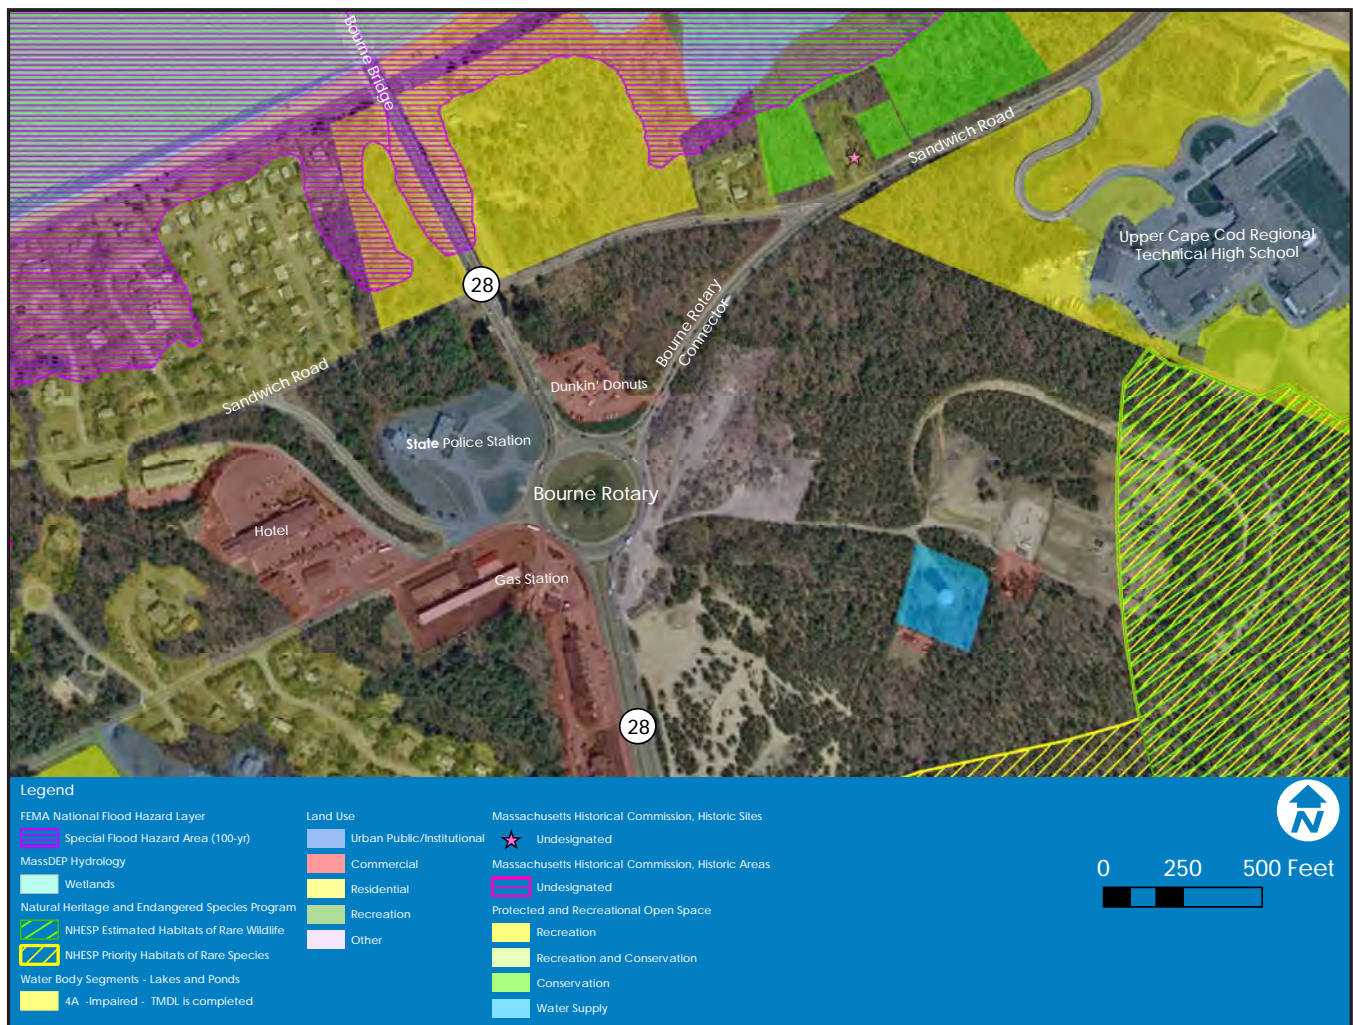 Bourne Bridge
Sandwich Road
Upper Cape Cod Regional
Technical High School
28
Bourne Rotary
Connector
Sandwich Road
Dunkin' Donuts
State Police Station
Bourne Rotary
Hotel
Gas Station
28
Legend
FEMA National Flood Hazard Layer
Special Flood Hazard Area (100-yr)
MassDEP Hydrology
Wetlands
Natural Heritage and Endangered Species Program
NHESP Estimated Habitats of Rare Wildlife
NHESP Priority Habitats of Rare Species
Water Body Segments - Lakes and Ponds
4A -Impaired - TMDL is completed
Land Use
Urban Public/Institutional
Commercial
Residential
Recreation
Other
Massachusetts Historical Commission, Historic Sites
Undesignated
Massachusetts Historical Commission, Historic Areas
Undesignated
Protected and Recreational Open Space
Recreation
Recreation and Conservation
Conservation
Water Supply
N
0 250 500 Feet